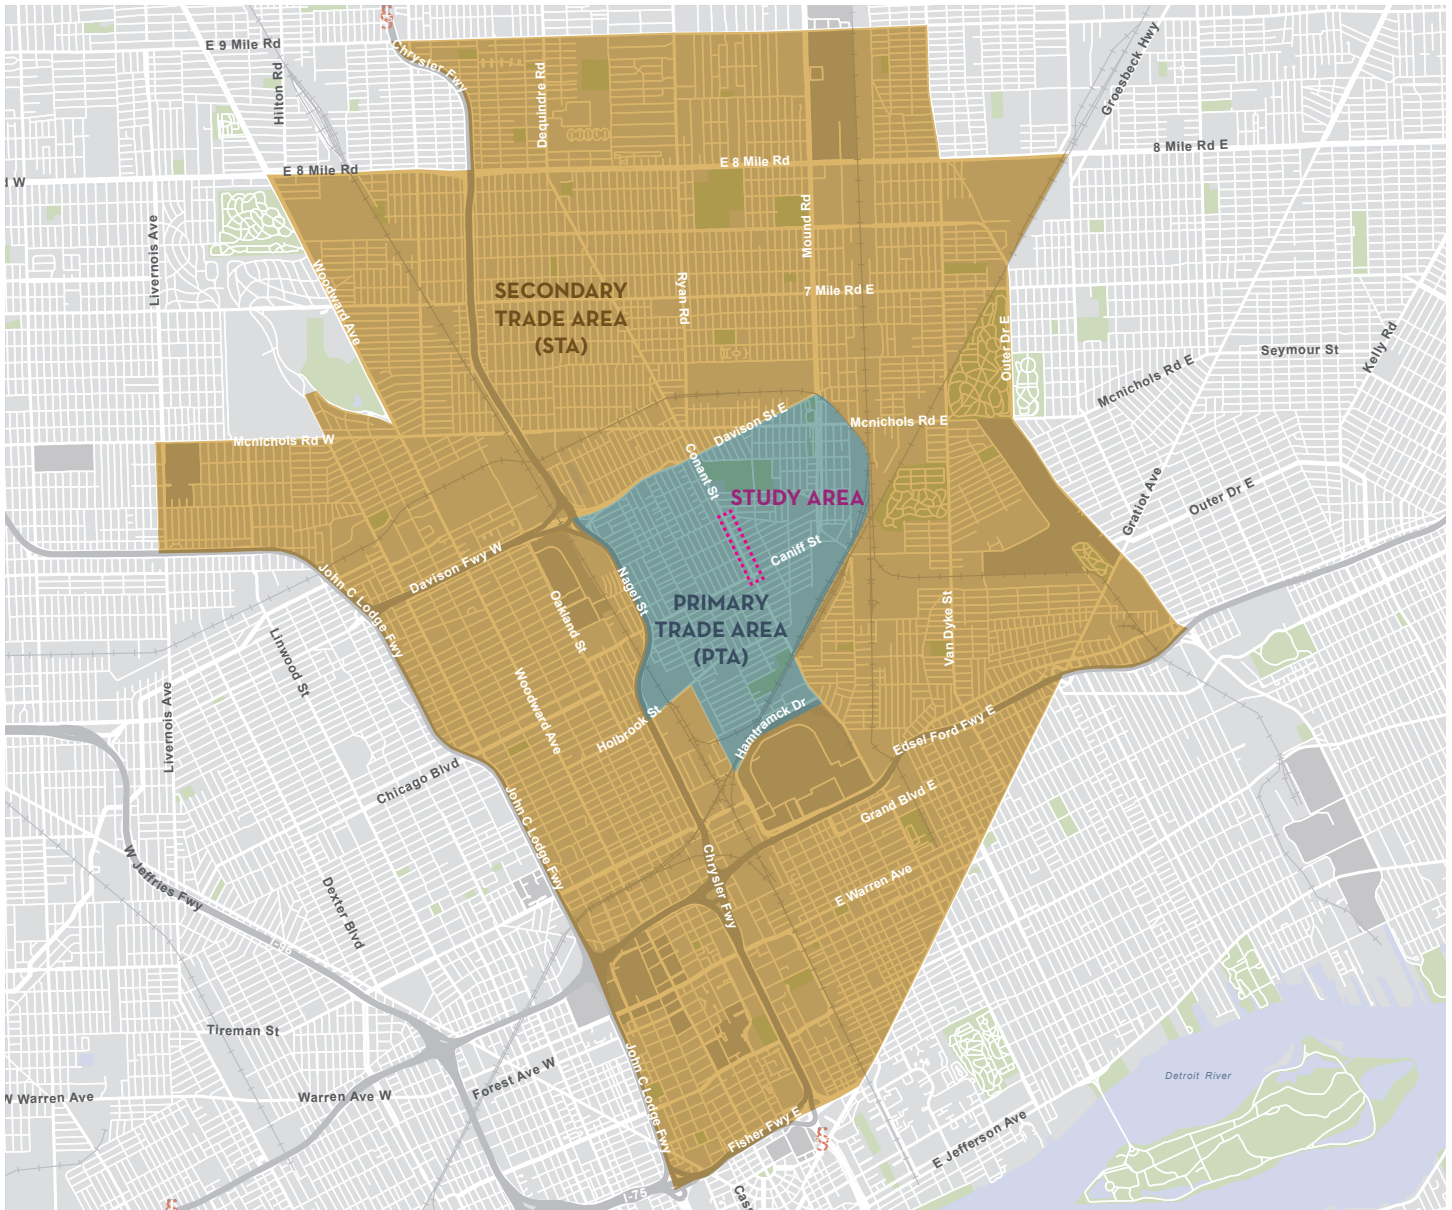 E 9 Mile Rd
Chrysler Fwy
Hilton Rd
Dequindre Rd
Groesbeck Hwy
E 8 Mile Rd
E 8 Mile Rd
8 Mile Rd E
W
Livernois Ave
Woodward Ave
Mound Rd
Ryan Rd
7 Mile Rd E
SECONDARY
TRADE AREA
(STA)
Outer Dr E
Seymour St
Kelly Rd
Mcnichols Rd E
Mcnichols Rd W
Davison St E
Mcnichols Rd E
Conant St
STUDY AREA
Gratiot Ave
Outer Dr E
Caniff St
Davison Fwy W
John C Lodge Fwy
Nagel St
Oakland St
PRIMARY
TRADE AREA
(PTA)
Van Dyke St
Linwood St
Livernois Ave
Woodward Ave
Holbrook St
Hamtramck Dr
Edsel Ford Fwy E
Chicago Blvd
John C Lodge Fwy
Grand Blvd E
Chrysler Fwy
E Warren Ave
W Jeffries Fwy
Dexter Blvd
I-96
Tireman St
Forest Ave W
John C Lodge Fwy
Detroit River
W Warren Ave
Warren Ave W
Fisher Fwy E
E Jefferson Ave
I-75